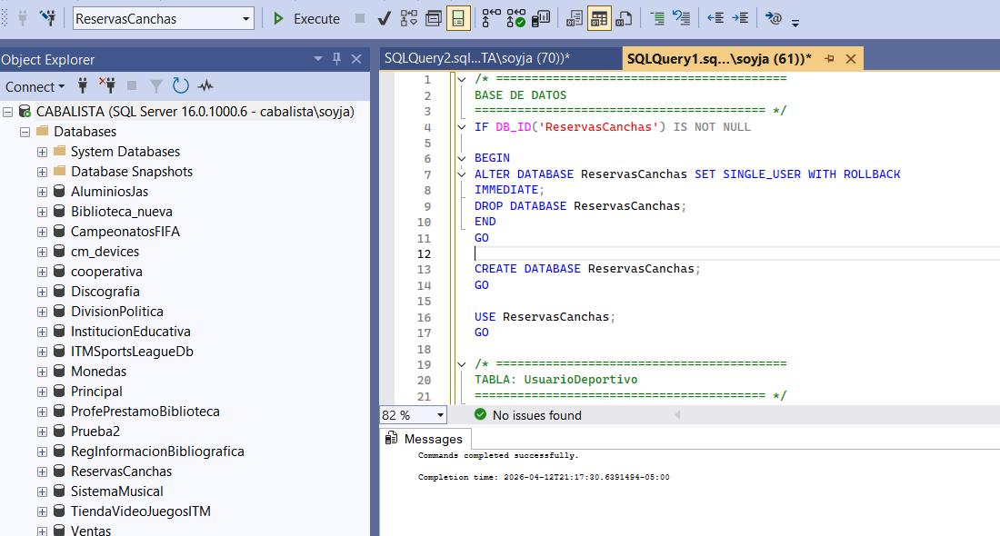 ReservasCanchas
Execute
Object Explorer
SQLQuery2.sql...TA\soyja (70))*
SQLQuery1.sq...\soyja (61))*
Connect
CABALISTA (SQL Server 16.0.1000.6 - cabalista\soyja)
Databases
System Databases
Database Snapshots
AluminiosJas
Biblioteca_nueva
CampeonatosFIFA
cm_devices
cooperativa
Discografia
DivisionPolitica
InstitucionEducativa
ITMSportsLeagueDb
Monedas
Principal
ProfePrestamoBiblioteca
Prueba2
RegInformacionBibliografica
ReservasCanchas
SistemaMusical
TiendaVideoJuegosITM
Ventas
1 /* ========================================
2 BASE DE DATOS
3 ======================================== */
4 IF DB_ID('ReservasCanchas') IS NOT NULL
5
6 BEGIN
7 ALTER DATABASE ReservasCanchas SET SINGLE_USER WITH ROLLBACK
8 IMMEDIATE;
9 DROP DATABASE ReservasCanchas;
10 END
11 GO
12
13 CREATE DATABASE ReservasCanchas;
14 GO
15
16 USE ReservasCanchas;
17 GO
18
19 /* ========================================
20 TABLA: UsuarioDeportivo
21 ======================================== */
82 %
No issues found
Messages
Commands completed successfully.
Completion time: 2026-04-12T21:17:30.6391494-05:00